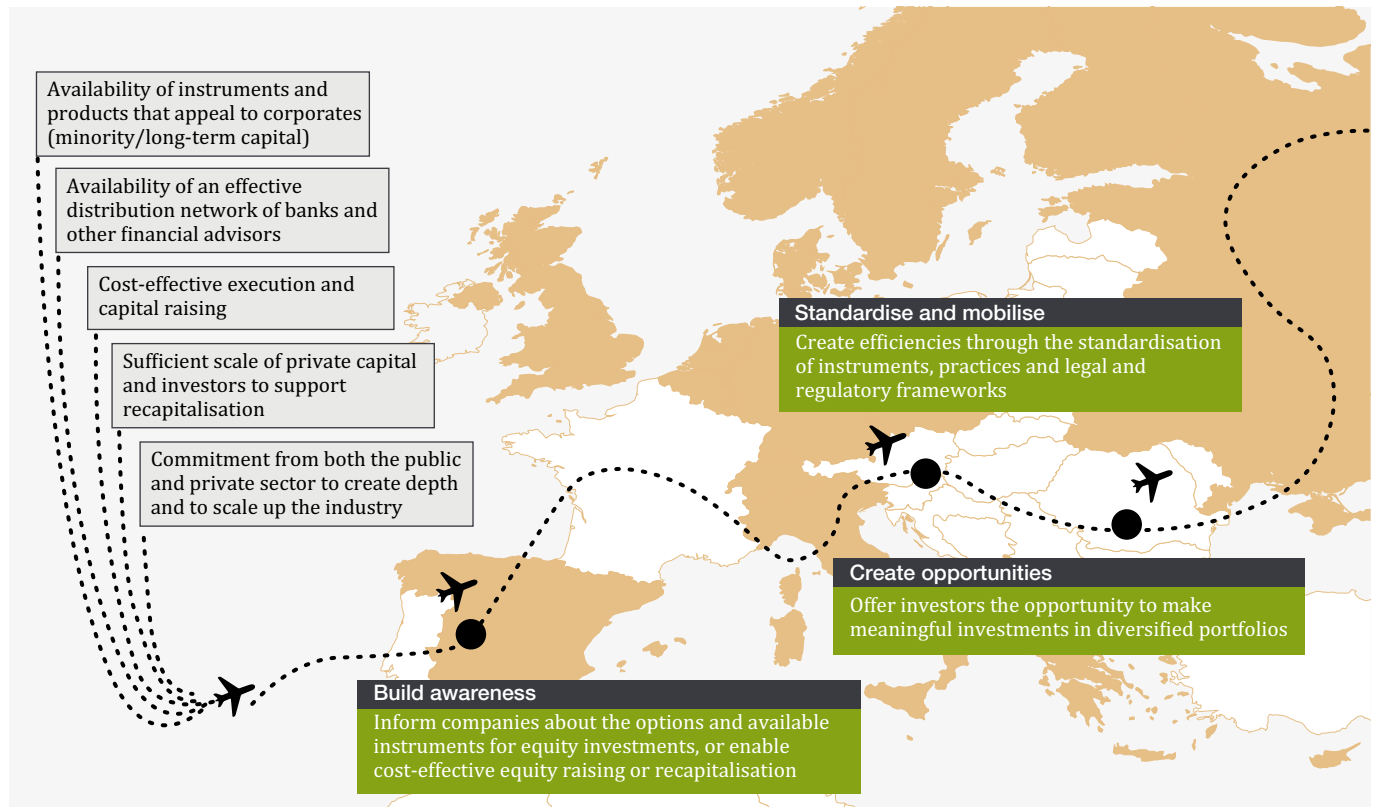 Availability of instruments and
products that appeal to corporates
(minority/long-term capital)
Availability of an effective
distribution network of banks and
other financial advisors
Cost-effective execution and
capital raising
Sufficient scale of private capital
and investors to support
recapitalisation
Commitment from both the public
and private sector to create depth
and to scale up the industry
Standardise and mobilise
Create efficiencies through the standardisation
of instruments, practices and legal and
regulatory frameworks
Create opportunities
Offer investors the opportunity to make
meaningful investments in diversified portfolios
Build awareness
Inform companies about the options and available
instruments for equity investments, or enable
cost-effective equity raising or recapitalisation